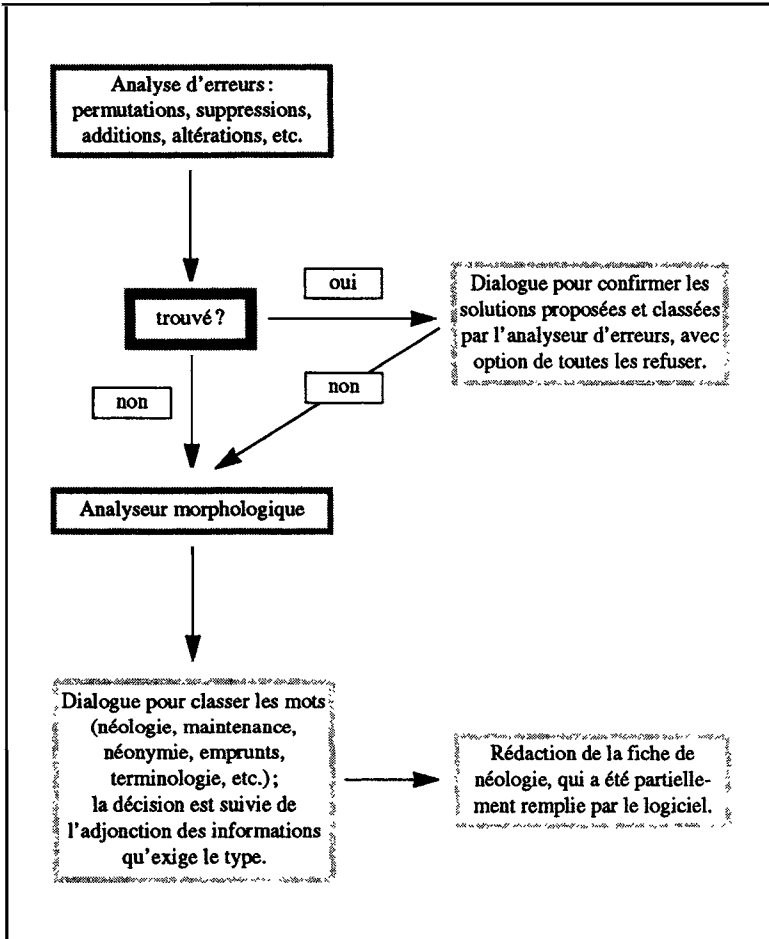 Analyse d'erreurs :
permutations, suppressions,
additions, altérations, etc.
oui
trouvé ?
Dialogue pour confirmer les
solutions proposées et classées
par l'analyseur d'erreurs, avec
option de toutes les refuser.
non
non
Analyseur morphologique
Dialogue pour classer les mots
(néologie, maintenance,
néonymie, emprunts,
terminologie, etc.) ;
la décision est suivie de
l'adjonction des informations
qu'exige le type.
Rédaction de la fiche de
néologie, qui a été partielle-
ment remplie par le logiciel.